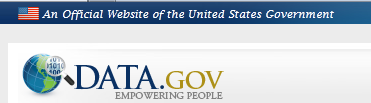 An Official Website of the United States Government
DATA.GOV
EMPOWERING PEOPLE